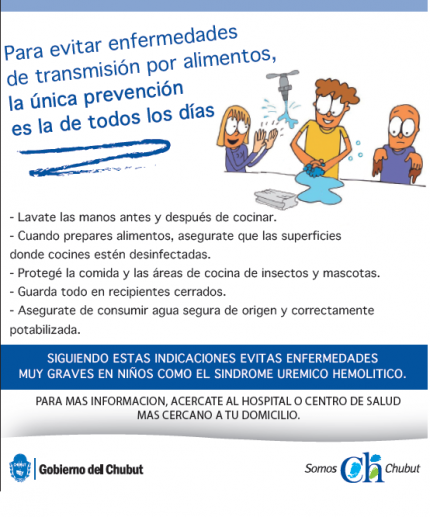 Para evitar enfermedades
de transmisión por alimentos,
la única prevención
es la de todos los días
- Lavate las manos antes y después de cocinar.
- Cuando prepares alimentos, asegurate que las superficies
donde cocines estén desinfectadas.
- Protegé la comida y las áreas de cocina de insectos y mascotas.
- Guarda todo en recipientes cerrados.
- Asegurate de consumir agua segura de origen y correctamente
potabilizada.
SIGUIENDO ESTAS INDICACIONES EVITAS ENFERMEDADES
MUY GRAVES EN NIÑOS COMO EL SINDROME UREMICO HEMOLITICO.
PARA MAS INFORMACION, ACERCATE AL HOSPITAL O CENTRO DE SALUD
MAS CERCANO A TU DOMICILIO.
Gobierno del Chubut
Somos Ch Chubut